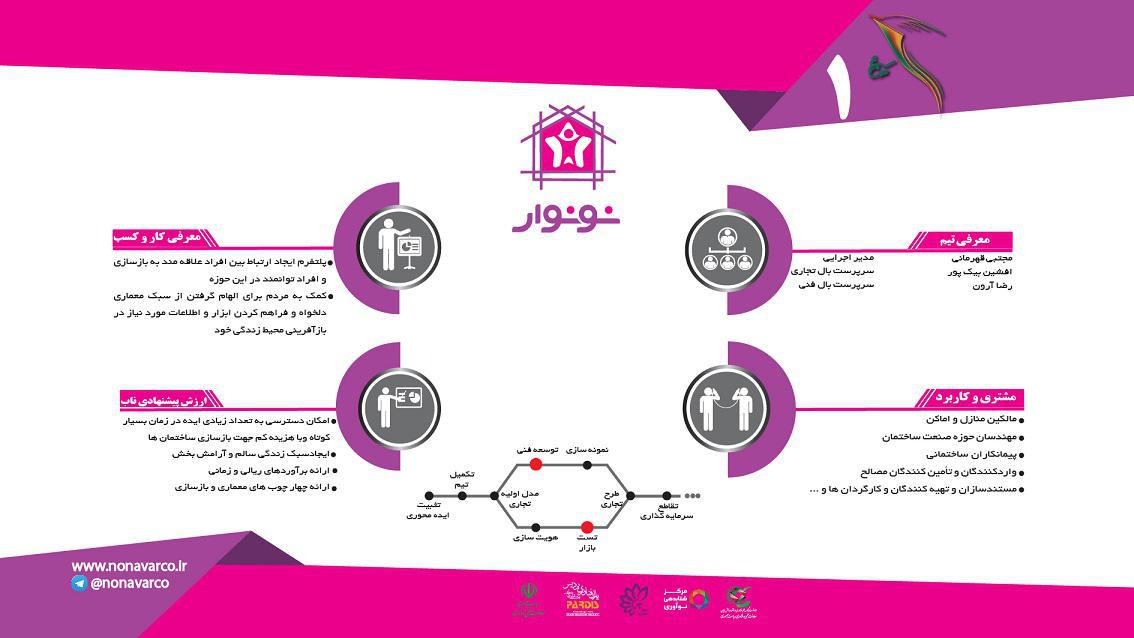 ۱
نونوار
معرفی تیم
مجتبی قهرمانی مدیر اجرایی
افشین بیک پور سرپرست بال تجاری
رضا آرون سرپرست بال فنی
معرفی کار و کسب
پلتفرم ایجاد ارتباط بین افراد علاقه مند به بازسازی
و افراد توانمند در این حوزه
کمک به مردم برای الهام گرفتن از سبک معماری
دلخواه و فراهم کردن ابزار و اطلاعات مورد نیاز در
بازآفرینی محیط زندگی خود
مشتری و کاربرد
مالکین منازل و اماکن
مهندسان حوزه صنعت ساختمان
پیمانکاران ساختمانی
واردکنندگان و تأمین کنندگان مصالح
مستندسازان و تهیه کنندگان و کارگردان ها و ...
ارزش پیشنهادی ناب
امکان دسترسی به تعداد زیادی ایده در زمان بسیار
کوتاه وبا هزینه کم جهت بازسازی ساختمان ها
ایجادسبک زندگی سالم و آرامش بخش
ارائه برآوردهای ریالی و زمانی
ارائه چهار چوب های معماری و بازسازی
تثبیت
ایده محوری
تکمیل
تیم
مدل اولیه
تجاری
توسعه فنی
نمونه سازی
هویت سازی
تست
بازار
طرح
تجاری
تقاطع
سرمایه گذاری
www.nonavarco.ir
@nonavarco
PARDIS
مرکز
شتابدهی
نوآوری